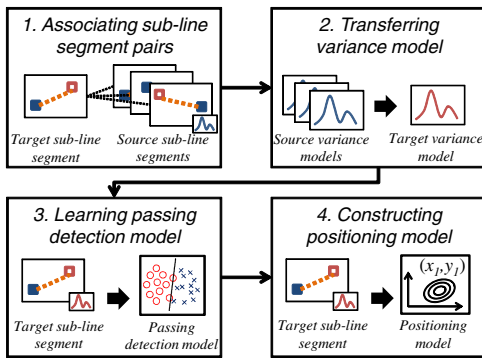 1. Associating sub-line
segment pairs
Target sub-line
segment
Source sub-line
segments
2. Transferring
variance model
Source variance
models
Target variance
model
3. Learning passing
detection model
Target sub-line
segment
Passing
detection model
4. Constructing
positioning model
(x₁,y₁)
Target sub-line
segment
Positioning
model